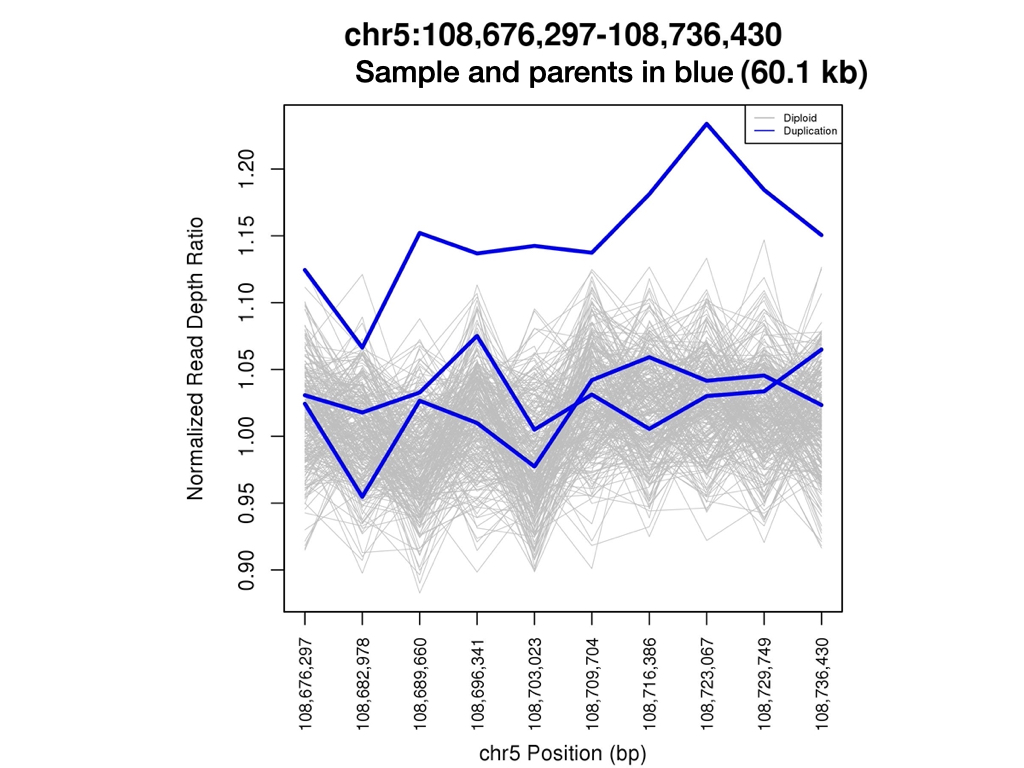 chr5:108,676,297-108,736,430
Sample and parents in blue (60.1 kb)
Diploid
Duplication
Normalized Read Depth Ratio
1.20
1.15
1.10
1.05
1.00
0.95
0.90
108,676,297
108,682,978
108,689,660
108,696,341
108,703,023
108,709,704
108,716,386
108,723,067
108,729,749
108,736,430
chr5 Position (bp)